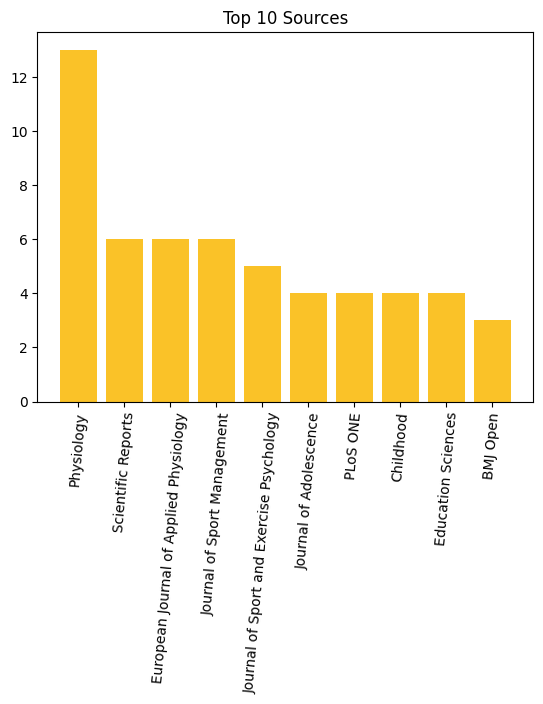 Top 10 Sources
12
10
8
6
4
2
0
Physiology
Scientific Reports
European Journal of Applied Physiology
Journal of Sport Management
Journal of Sport and Exercise Psychology
Journal of Adolescence
PLoS ONE
Childhood
Education Sciences
BMJ Open